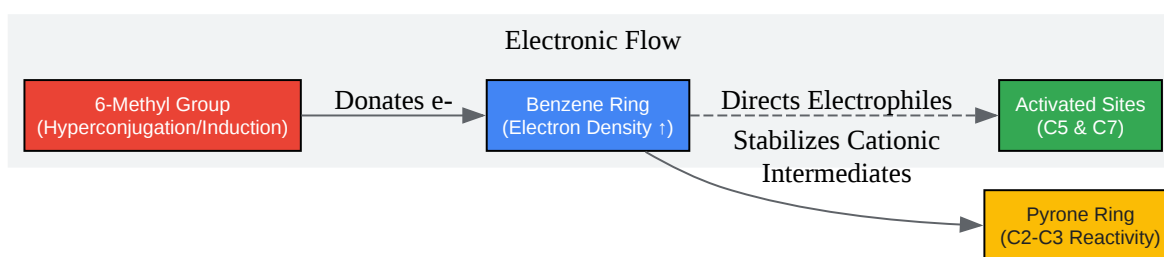 Electronic Flow
6-Methyl Group
(Hyperconjugation/Induction)
Donates e-
Benzene Ring
(Electron Density ↑)
Directs Electrophiles
Activated Sites
(C5 & C7)
Stabilizes Cationic
Intermediates
Pyrone Ring
(C2-C3 Reactivity)